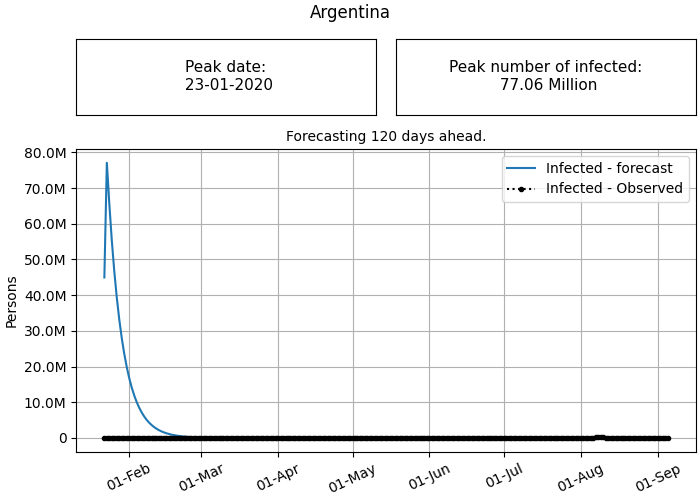 Argentina
Peak date:
23-01-2020
Peak number of infected:
77.06 Million
Forecasting 120 days ahead.
80.0M
70.0M
60.0M
50.0M
40.0M
30.0M
20.0M
10.0M
0
Persons
Infected - forecast
Infected - Observed
01-Feb
01-Mar
01-Apr
01-May
01-Jun
01-Jul
01-Aug
01-Sep